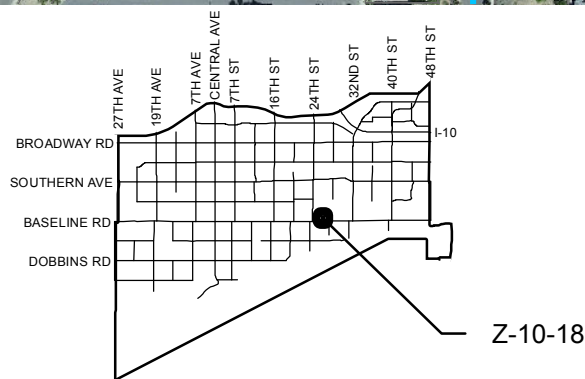 27TH AVE
19TH AVE
7TH AVE
CENTRAL AVE
7TH ST
16TH ST
24TH ST
32ND ST
40TH ST
48TH ST
I-10
BROADWAY RD
SOUTHERN AVE
BASELINE RD
DOBBINS RD
Z-10-18